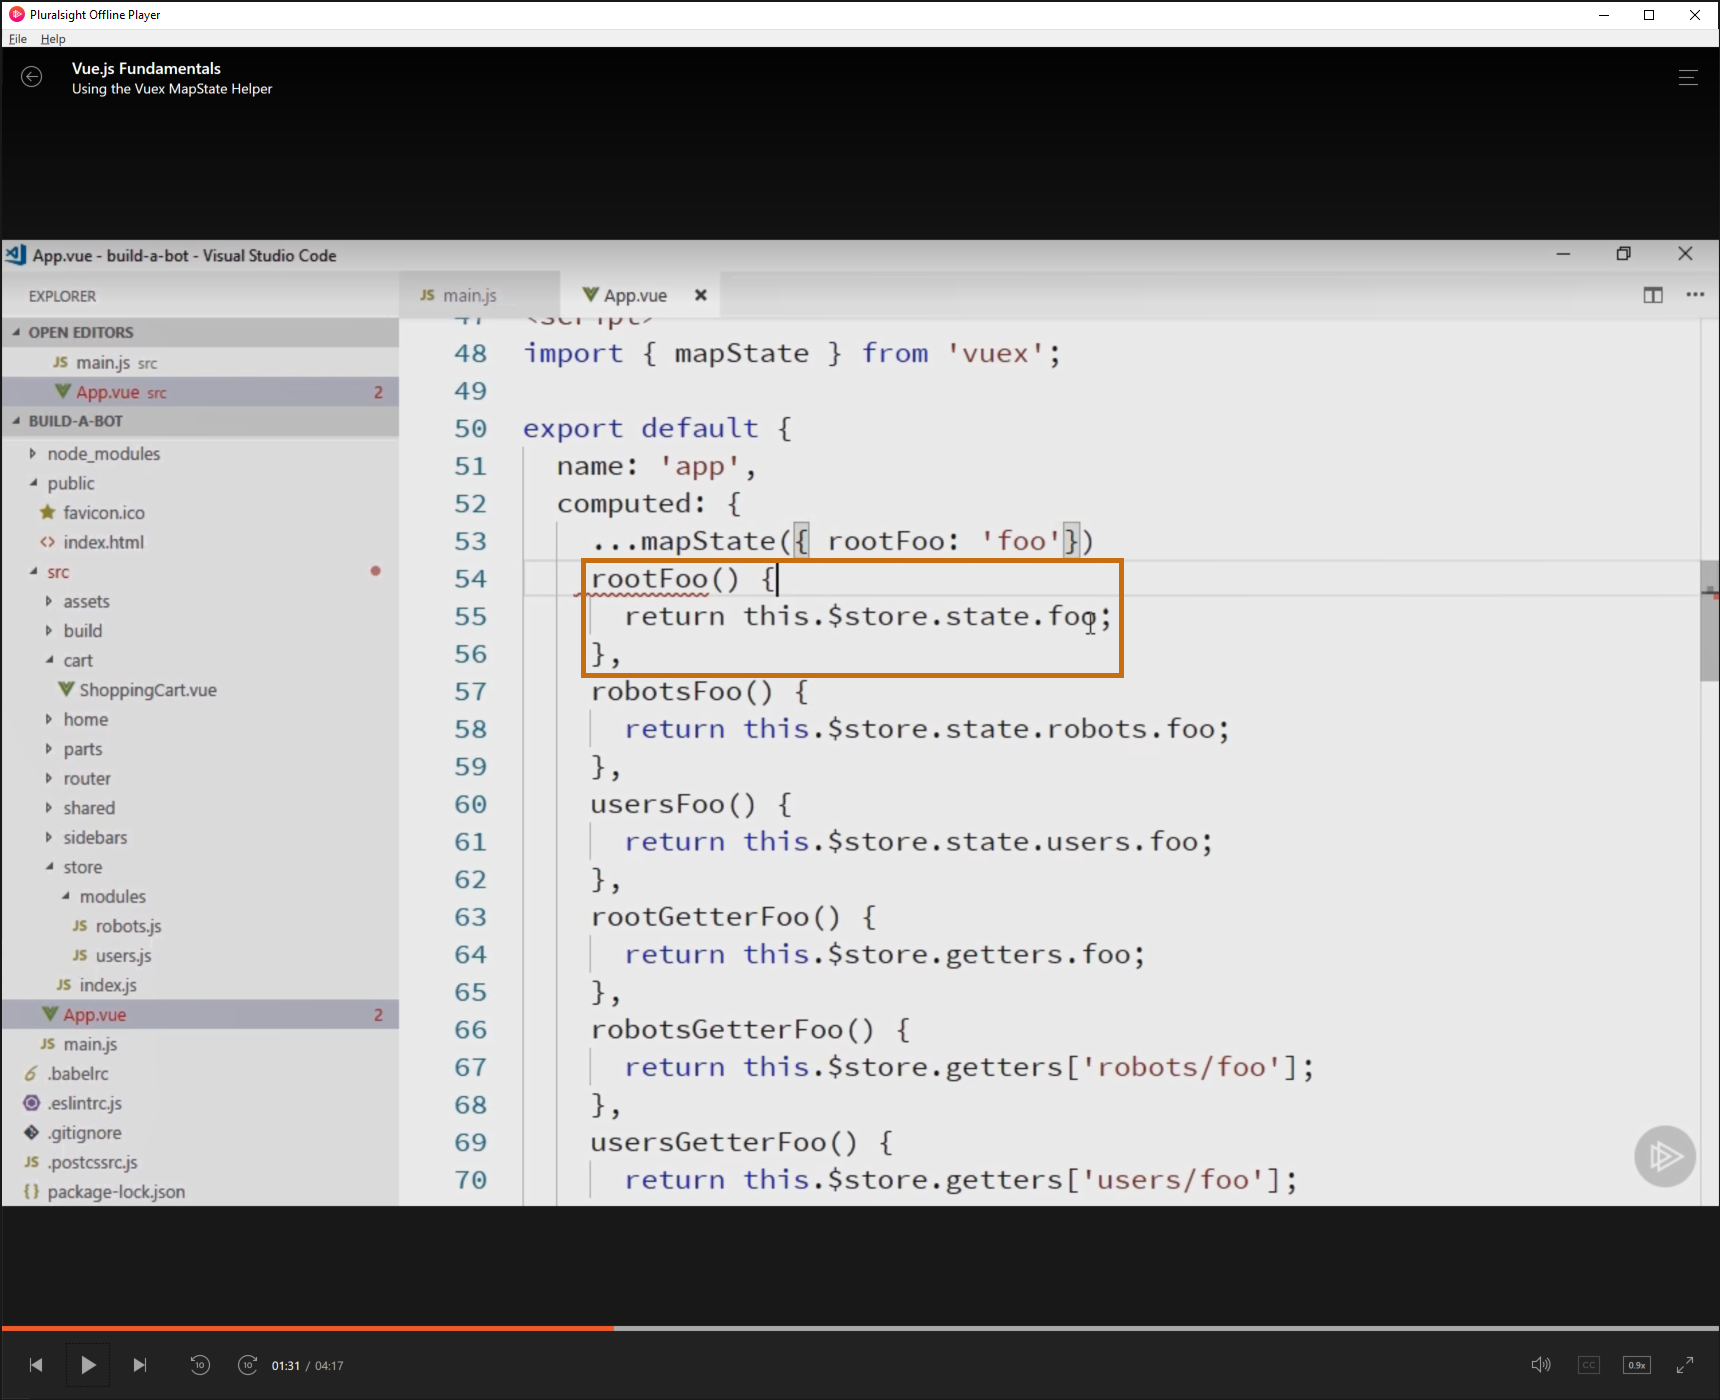 Pluralsight Offline Player
File Help
Vue.js Fundamentals
Using the Vuex MapState Helper
App.vue - build-a-bot - Visual Studio Code
EXPLORER
JS main.js
App.vue
OPEN EDITORS
JS main.js src
App.vue src 2
BUILD-A-BOT
node_modules
public
favicon.ico
<> index.html
src
assets
build
cart
ShoppingCart.vue
home
parts
router
shared
sidebars
store
modules
JS robots.js
JS users.js
JS index.js
App.vue 2
JS main.js
.babelrc
.eslintrc.js
.gitignore
JS .postcssrc.js
{} package-lock.json
47 <script>
48 import { mapState } from 'vuex';
49
50 export default {
51 name: 'app',
52 computed: {
53 ...mapState({ rootFoo: 'foo'})
54 rootFoo() {
55 return this.$store.state.foo;
56 },
57 robotsFoo() {
58 return this.$store.state.robots.foo;
59 },
60 usersFoo() {
61 return this.$store.state.users.foo;
62 },
63 rootGetterFoo() {
64 return this.$store.getters.foo;
65 },
66 robotsGetterFoo() {
67 return this.$store.getters['robots/foo'];
68 },
69 usersGetterFoo() {
70 return this.$store.getters['users/foo'];
10 10 01:31 / 04:17
CC 0.9x